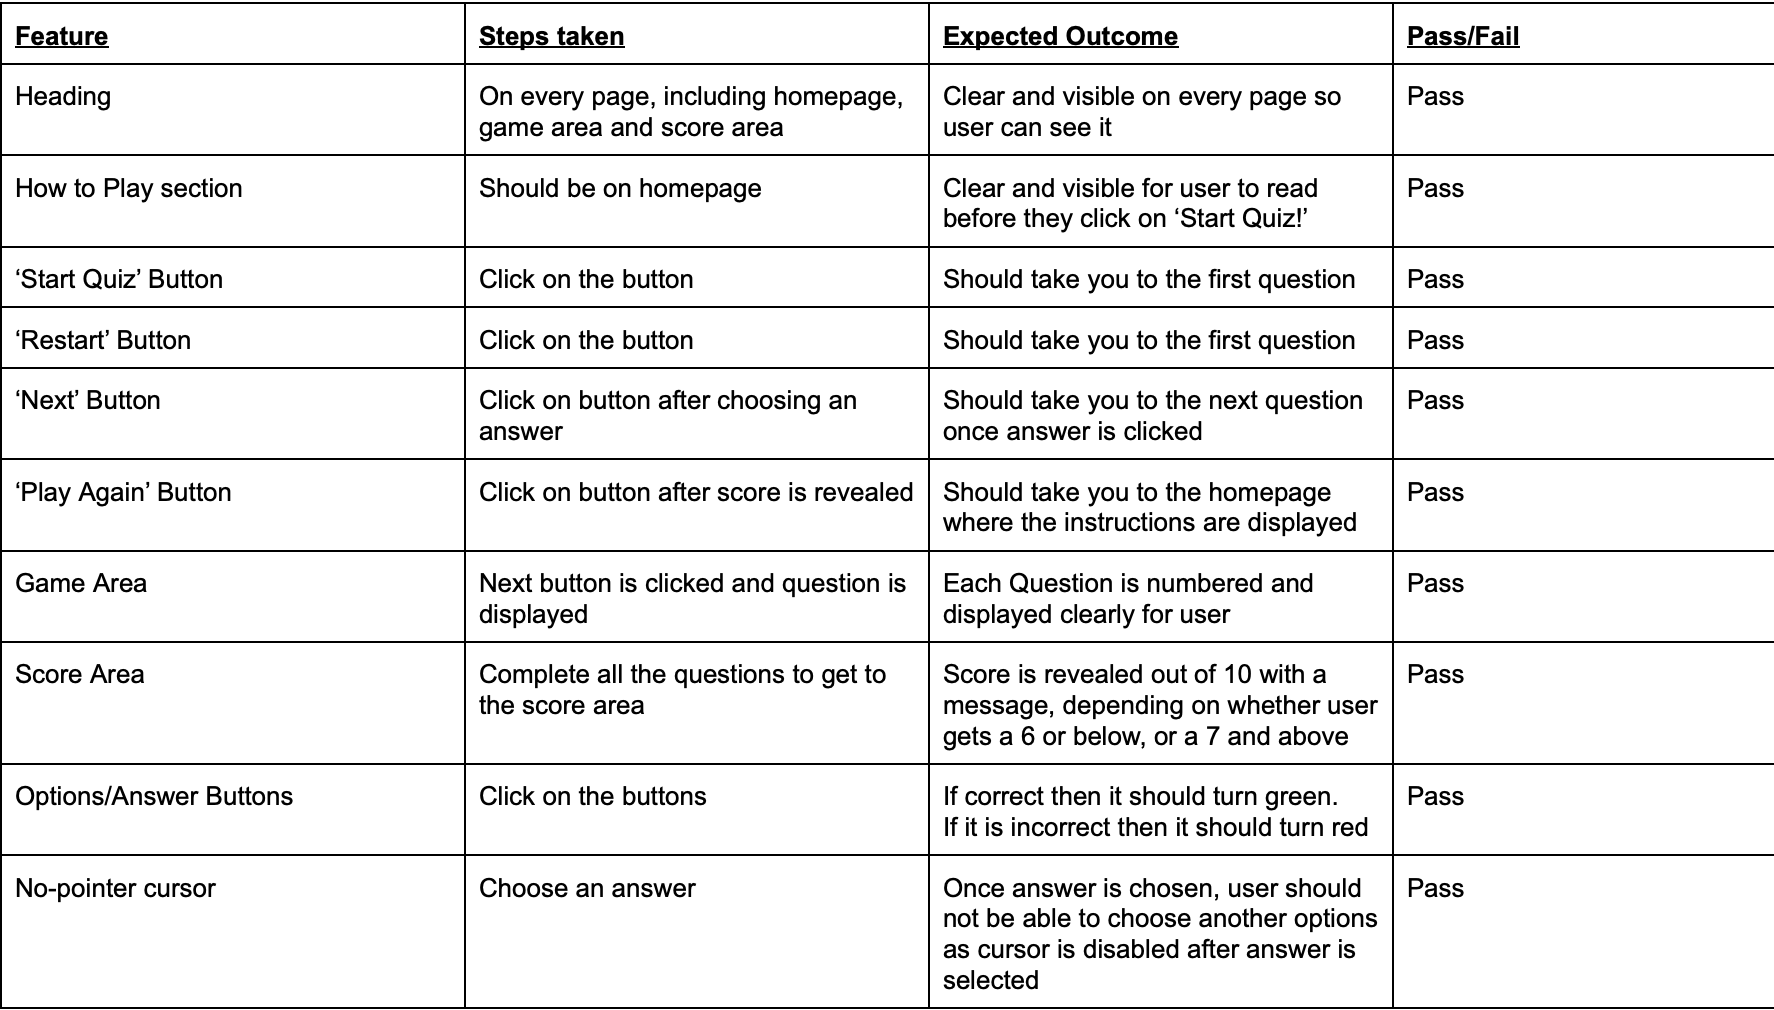 Feature
Steps taken
Expected Outcome
Pass/Fail
Heading
On every page, including homepage,
game area and score area
Clear and visible on every page so
user can see it
Pass
How to Play section
Should be on homepage
Clear and visible for user to read
before they click on ‘Start Quiz!’
Pass
‘Start Quiz’ Button
Click on the button
Should take you to the first question
Pass
‘Restart’ Button
Click on the button
Should take you to the first question
Pass
‘Next’ Button
Click on button after choosing an
answer
Should take you to the next question
once answer is clicked
Pass
‘Play Again’ Button
Click on button after score is revealed
Should take you to the homepage
where the instructions are displayed
Pass
Game Area
Next button is clicked and question is
displayed
Each Question is numbered and
displayed clearly for user
Pass
Score Area
Complete all the questions to get to
the score area
Score is revealed out of 10 with a
message, depending on whether user
gets a 6 or below, or a 7 and above
Pass
Options/Answer Buttons
Click on the buttons
If correct then it should turn green.
If it is incorrect then it should turn red
Pass
No-pointer cursor
Choose an answer
Once answer is chosen, user should
not be able to choose another options
as cursor is disabled after answer is
selected
Pass